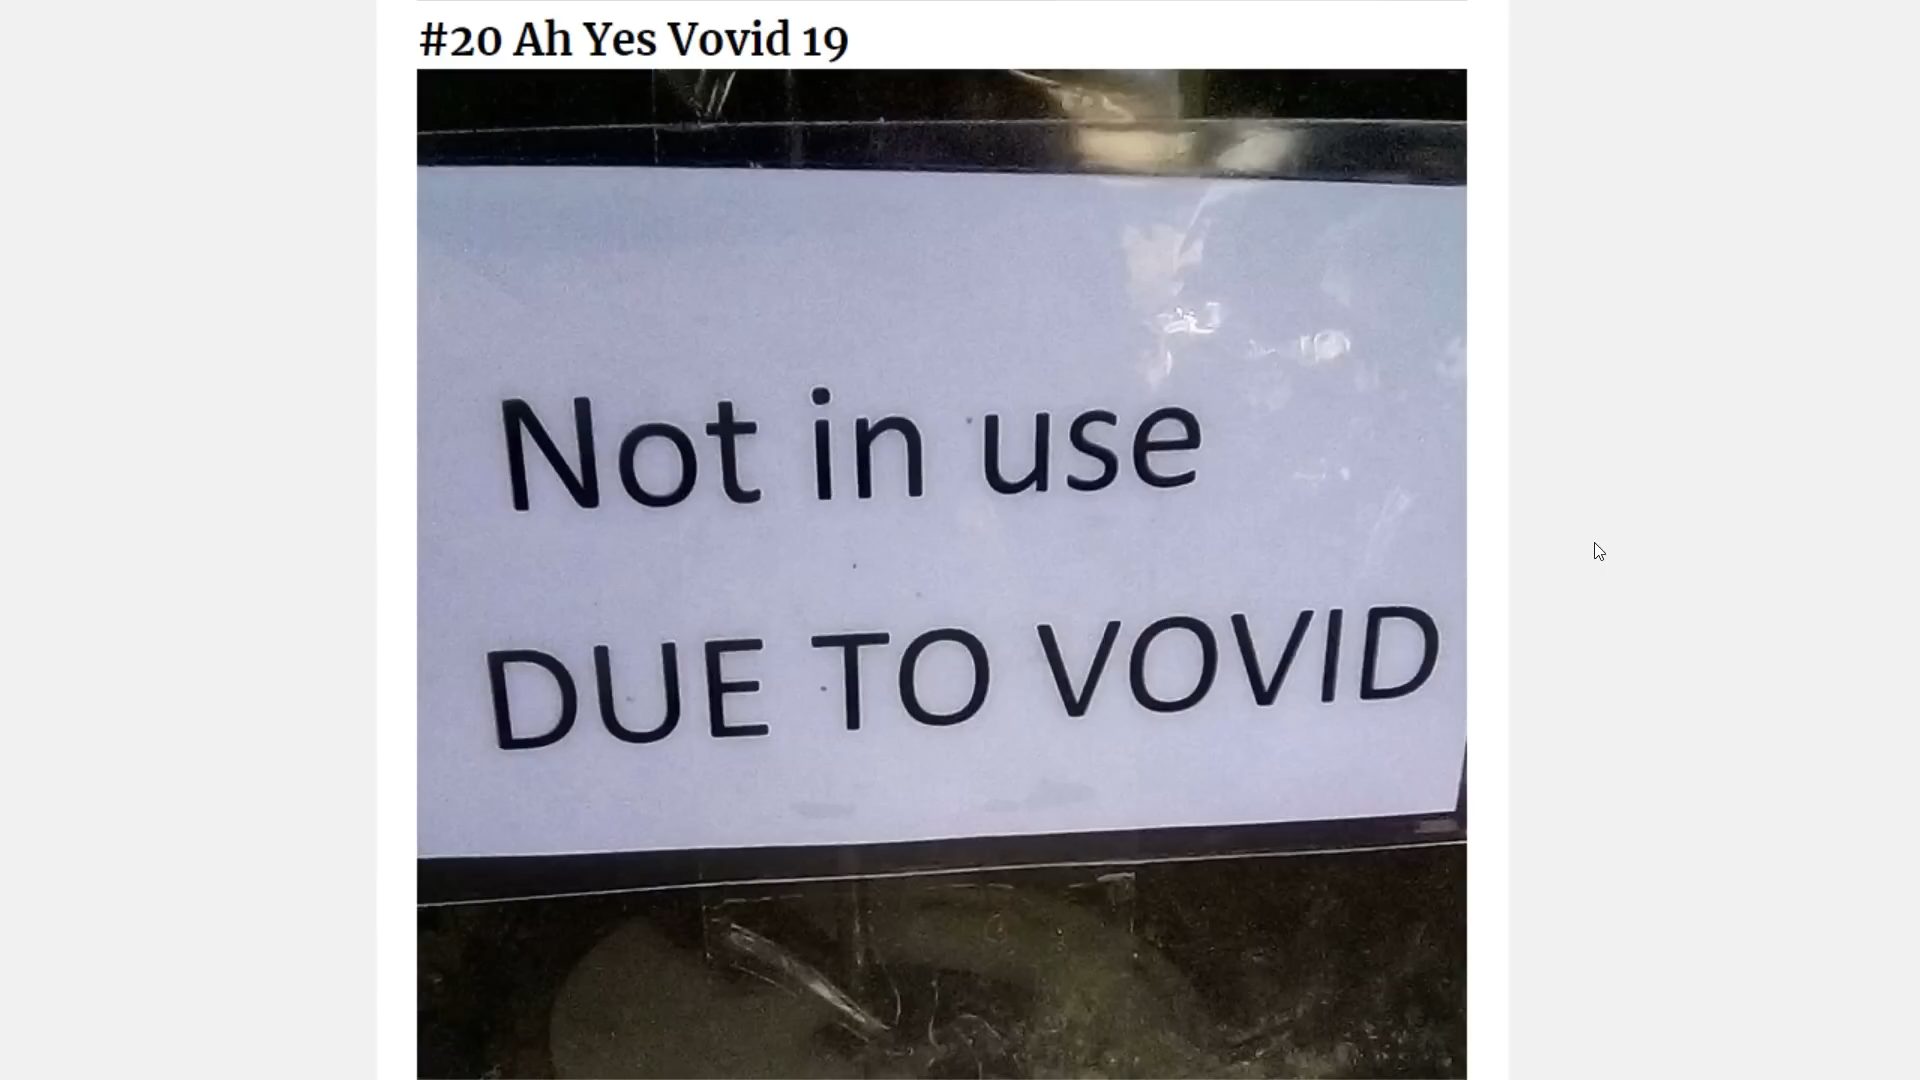 #20 Ah Yes Vovid 19
Not in use
DUE TO VOVID